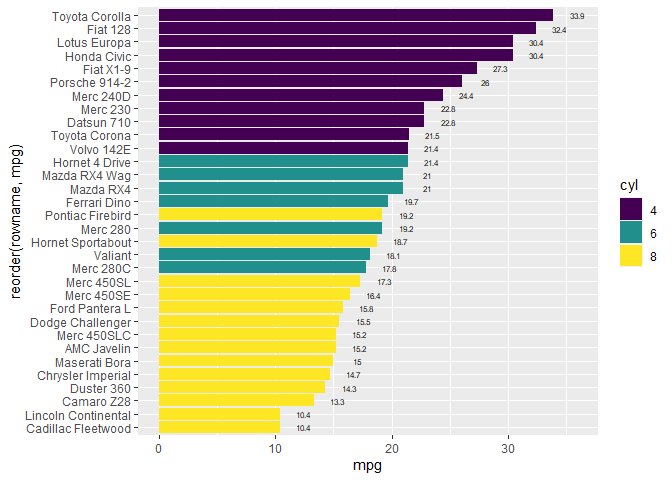 Toyota Corolla 33.9
Fiat 128 32.4
Lotus Europa 30.4
Honda Civic 30.4
Fiat X1-9 27.3
Porsche 914-2 26
Merc 240D 24.4
Merc 230 22.8
Datsun 710 22.8
Toyota Corona 21.5
Volvo 142E 21.4
Hornet 4 Drive 21.4
Mazda RX4 Wag 21
Mazda RX4 21
Ferrari Dino 19.7
Pontiac Firebird 19.2
Merc 280 19.2
Hornet Sportabout 18.7
Valiant 18.1
Merc 280C 17.8
Merc 450SL 17.3
Merc 450SE 16.4
Ford Pantera L 15.8
Dodge Challenger 15.5
Merc 450SLC 15.2
AMC Javelin 15.2
Maserati Bora 15
Chrysler Imperial 14.7
Duster 360 14.3
Camaro Z28 13.3
Lincoln Continental 10.4
Cadillac Fleetwood 10.4
0 10 20 30
mpg
reorder(rowname, mpg)
cyl
4
6
8